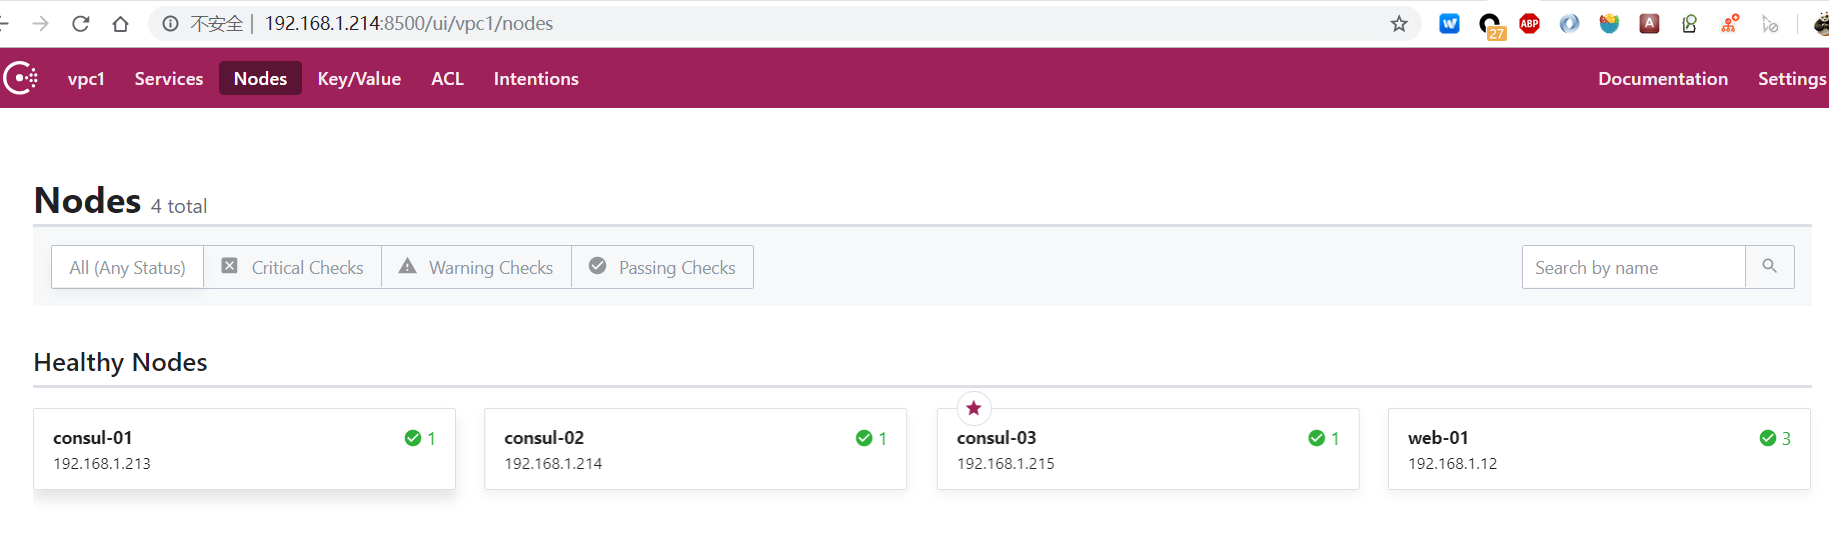 不安全 | 192.168.1.214:8500/ui/vpc1/nodes
W ABP 27 A
vpc1 Services Nodes Key/Value ACL Intentions Documentation Settings
Nodes 4 total
All (Any Status) Critical Checks Warning Checks Passing Checks Search by name
Healthy Nodes
consul-01 1 consul-02 1 consul-03 1 web-01 3
192.168.1.213 192.168.1.214 192.168.1.215 192.168.1.12